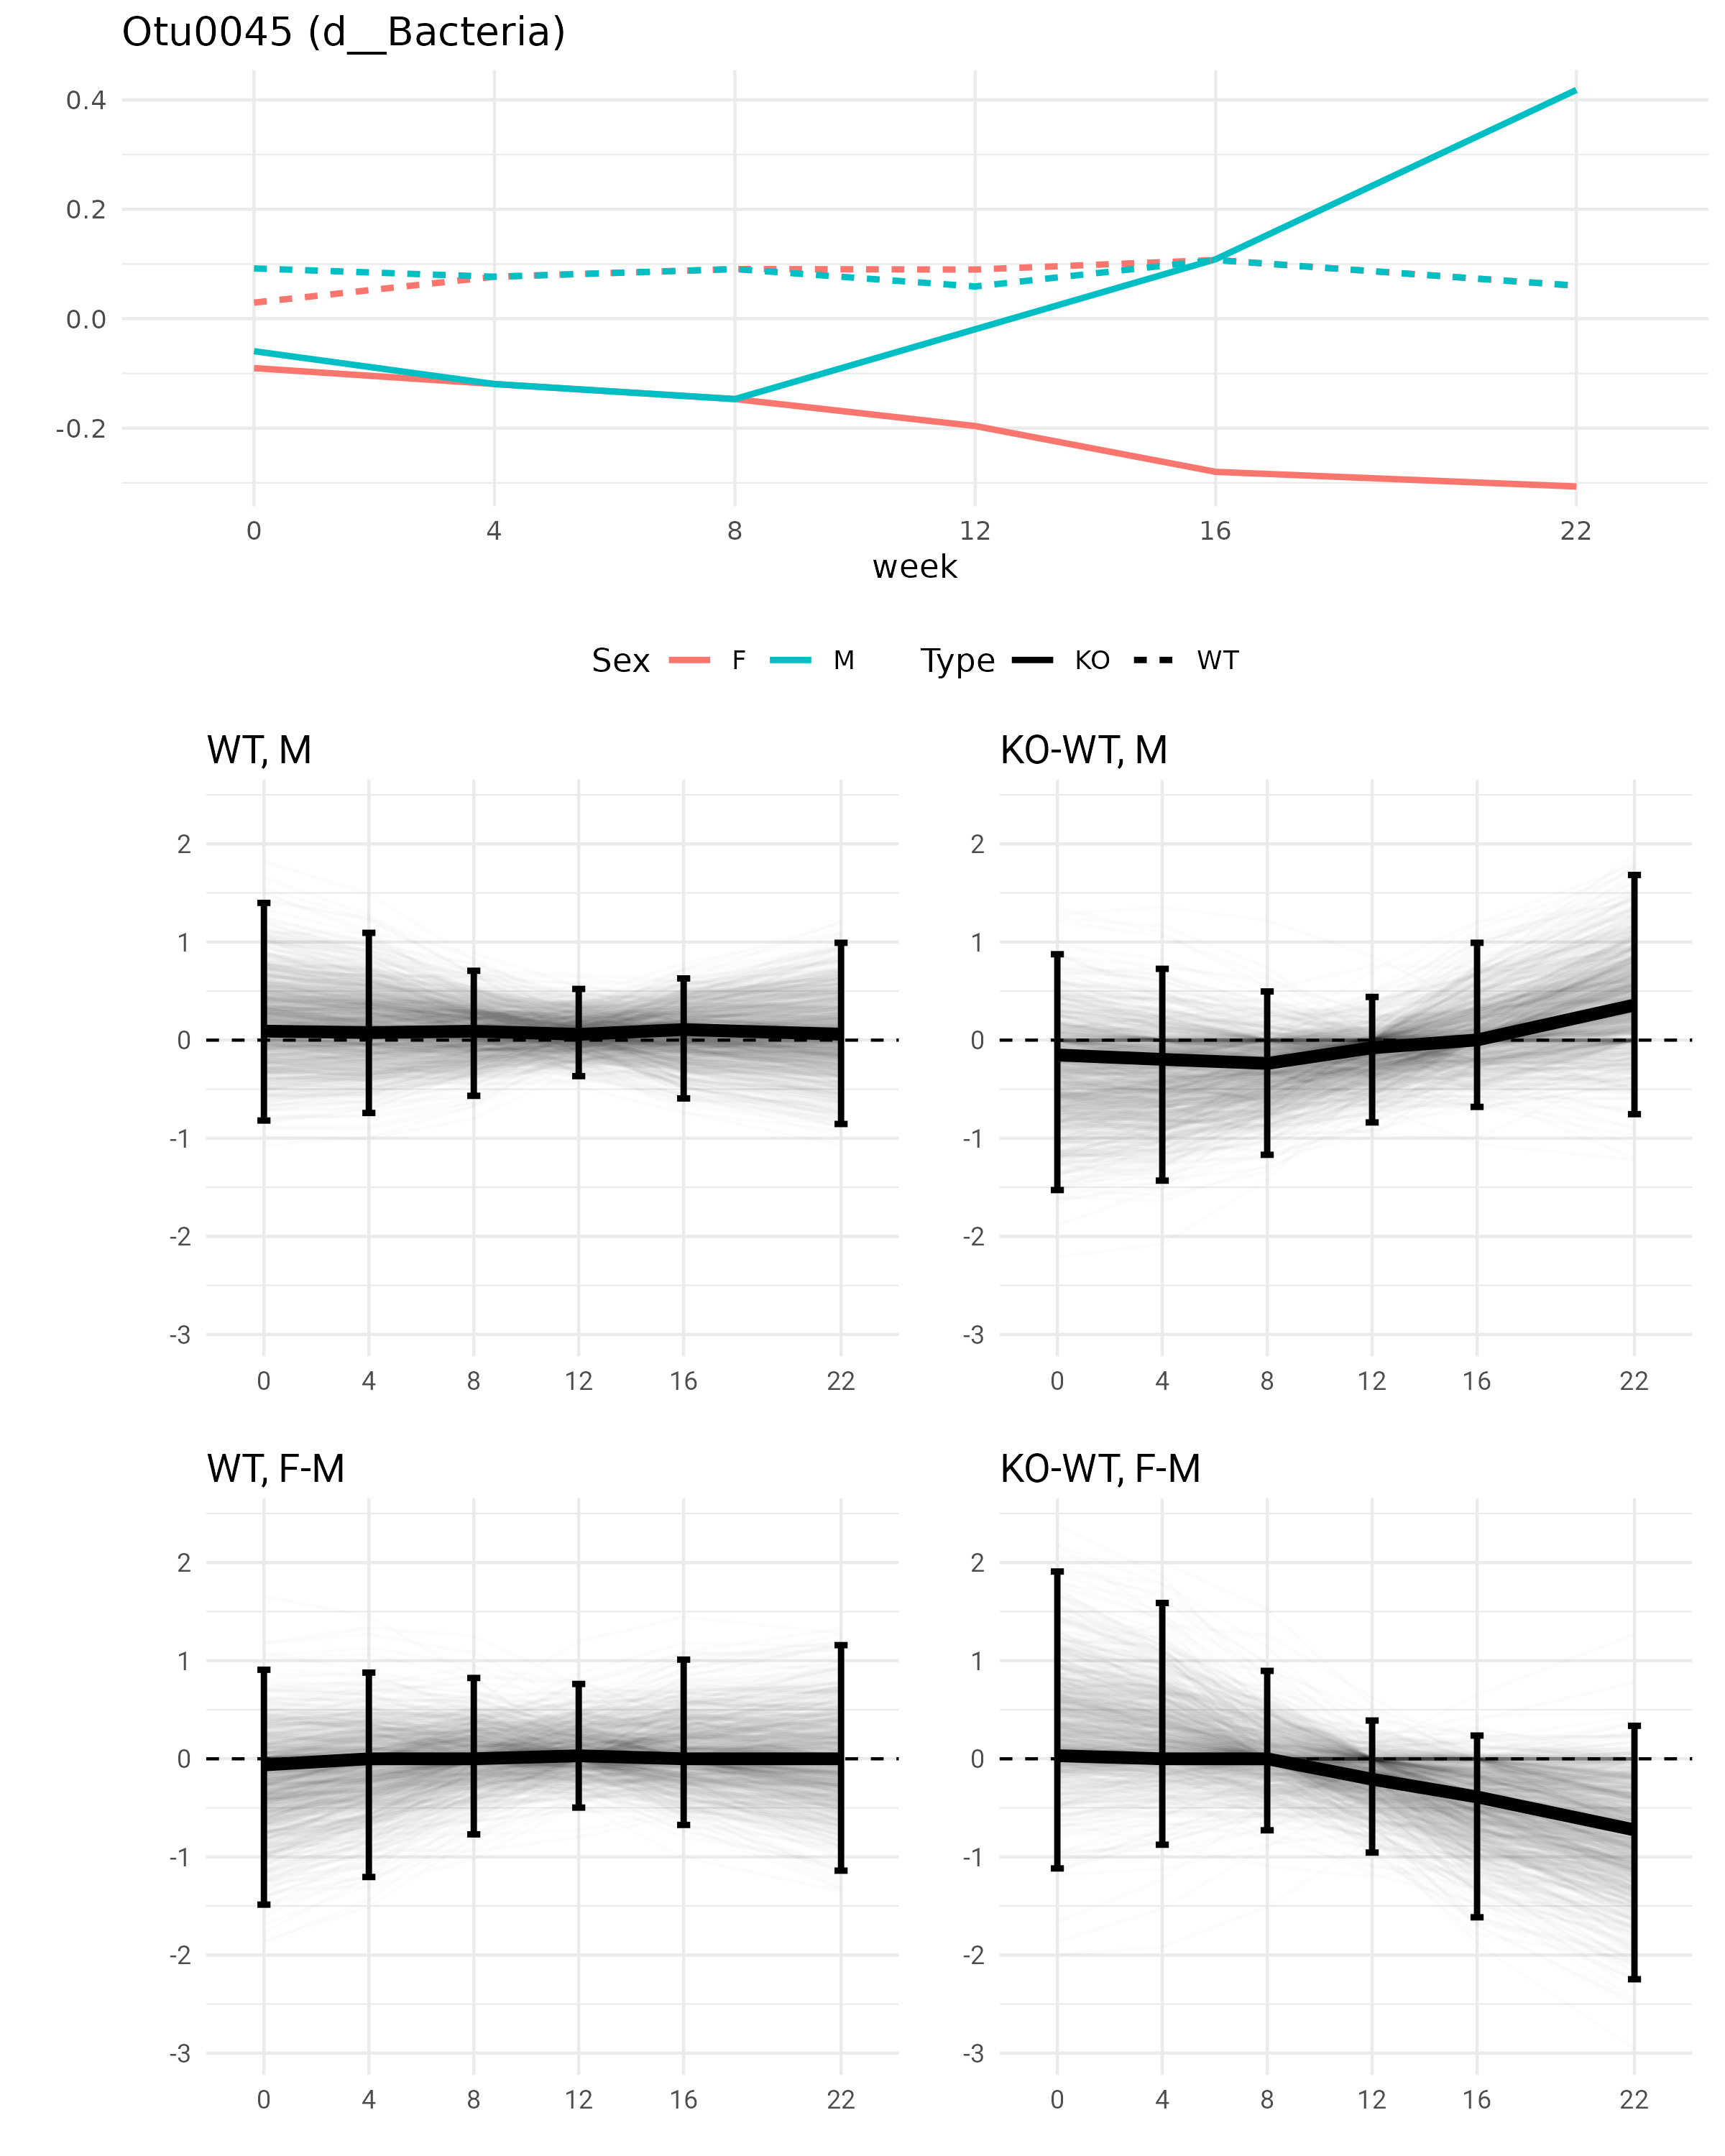 Otu0045 (d__Bacteria)
0.4
0.2
0.0
-0.2
0 4 8 12 16 22
week
Sex F M Type KO WT
WT, M KO-WT, M
2 2
1 1
0 0
-1 -1
-2 -2
-3 -3
0 4 8 12 16 22 0 4 8 12 16 22
WT, F-M KO-WT, F-M
2 2
1 1
0 0
-1 -1
-2 -2
-3 -3
0 4 8 12 16 22 0 4 8 12 16 22